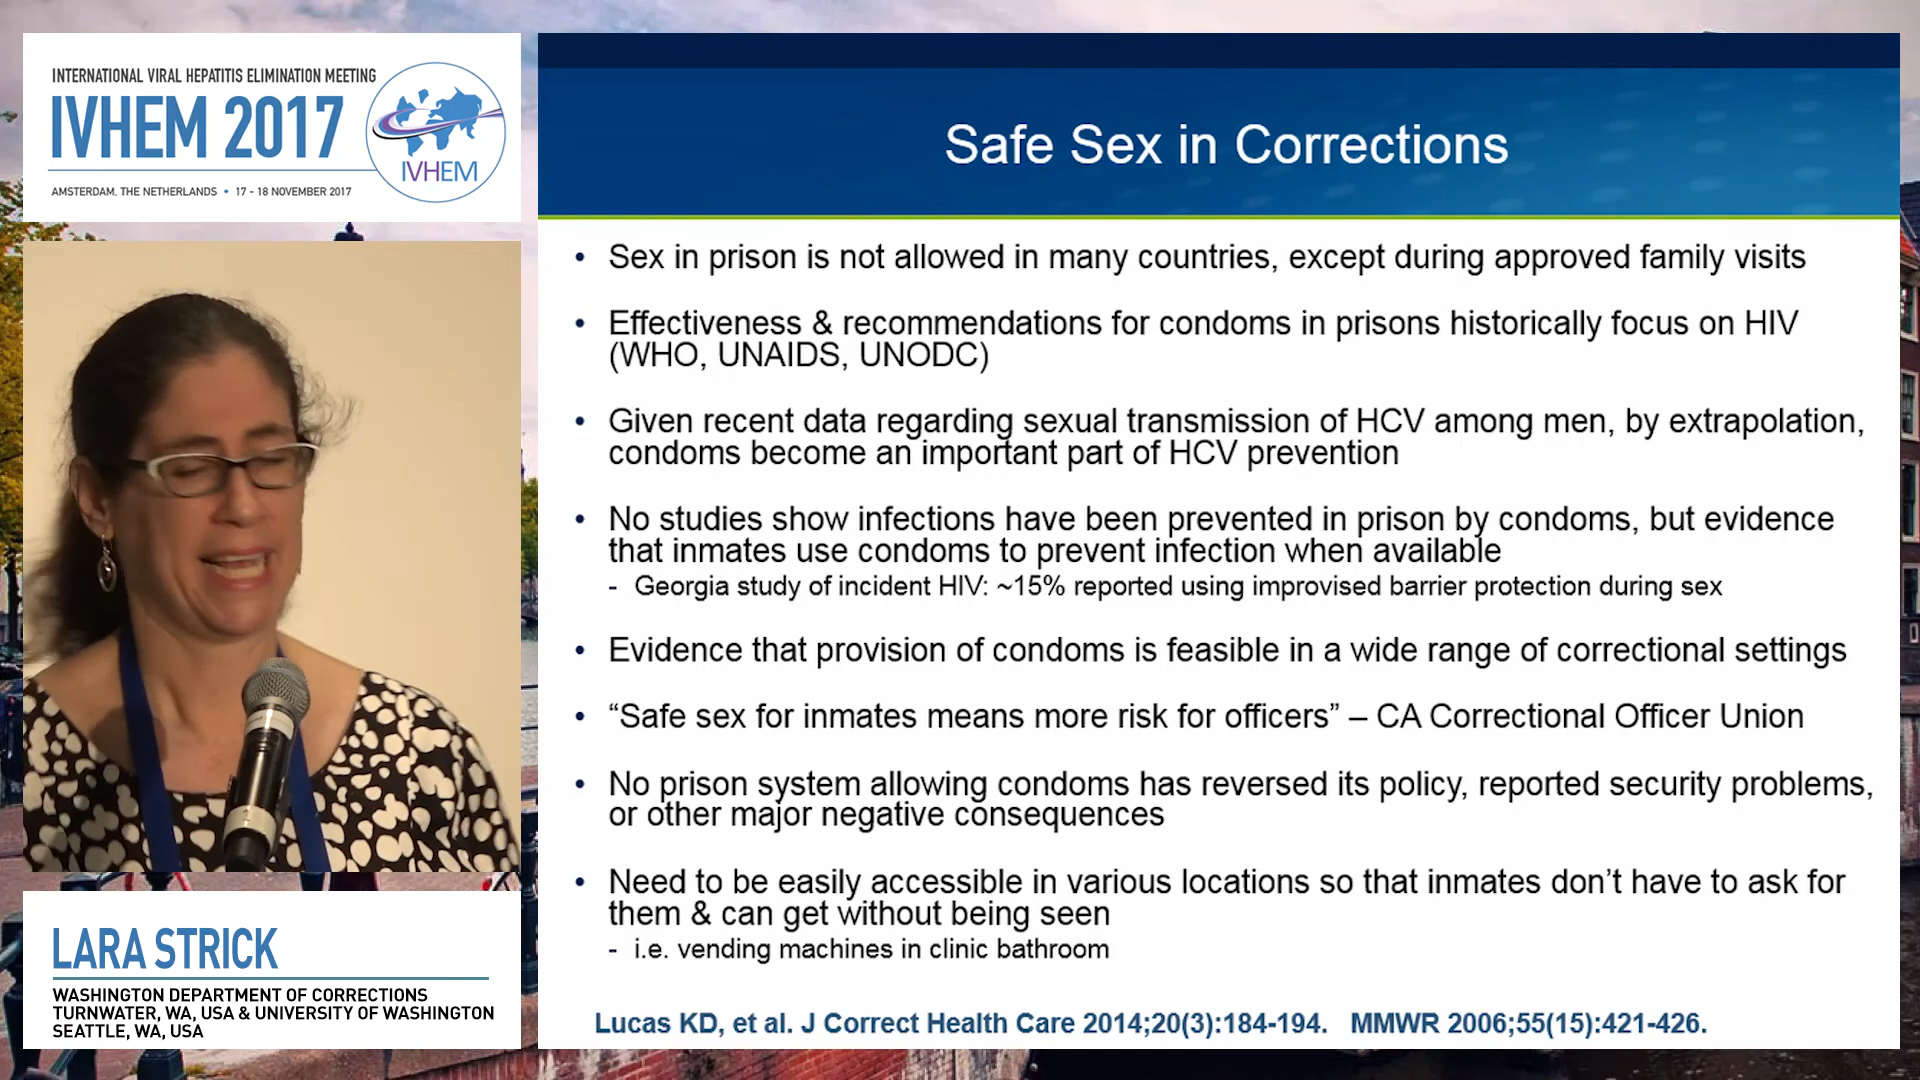 INTERNATIONAL VIRAL HEPATITIS ELIMINATION MEETING
IVHEM 2017
IVHEM
AMSTERDAM, THE NETHERLANDS • 17 - 18 NOVEMBER 2017
LARA STRICK
WASHINGTON DEPARTMENT OF CORRECTIONS
TURNWATER, WA, USA & UNIVERSITY OF WASHINGTON
SEATTLE, WA, USA
Safe Sex in Corrections
• Sex in prison is not allowed in many countries, except during approved family visits
• Effectiveness & recommendations for condoms in prisons historically focus on HIV
(WHO, UNAIDS, UNODC)
• Given recent data regarding sexual transmission of HCV among men, by extrapolation,
condoms become an important part of HCV prevention
• No studies show infections have been prevented in prison by condoms, but evidence
that inmates use condoms to prevent infection when available
- Georgia study of incident HIV: ~15% reported using improvised barrier protection during sex
• Evidence that provision of condoms is feasible in a wide range of correctional settings
• “Safe sex for inmates means more risk for officers” – CA Correctional Officer Union
• No prison system allowing condoms has reversed its policy, reported security problems,
or other major negative consequences
• Need to be easily accessible in various locations so that inmates don’t have to ask for
them & can get without being seen
- i.e. vending machines in clinic bathroom
Lucas KD, et al. J Correct Health Care 2014;20(3):184-194. MMWR 2006;55(15):421-426.